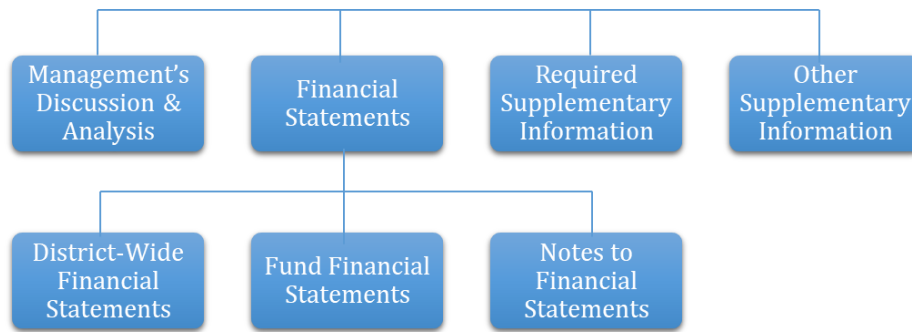 Management's
Discussion &
Analysis
Financial
Statements
Required
Supplementary
Information
Other
Supplementary
Information
District-Wide
Financial
Statements
Fund Financial
Statements
Notes to
Financial
Statements